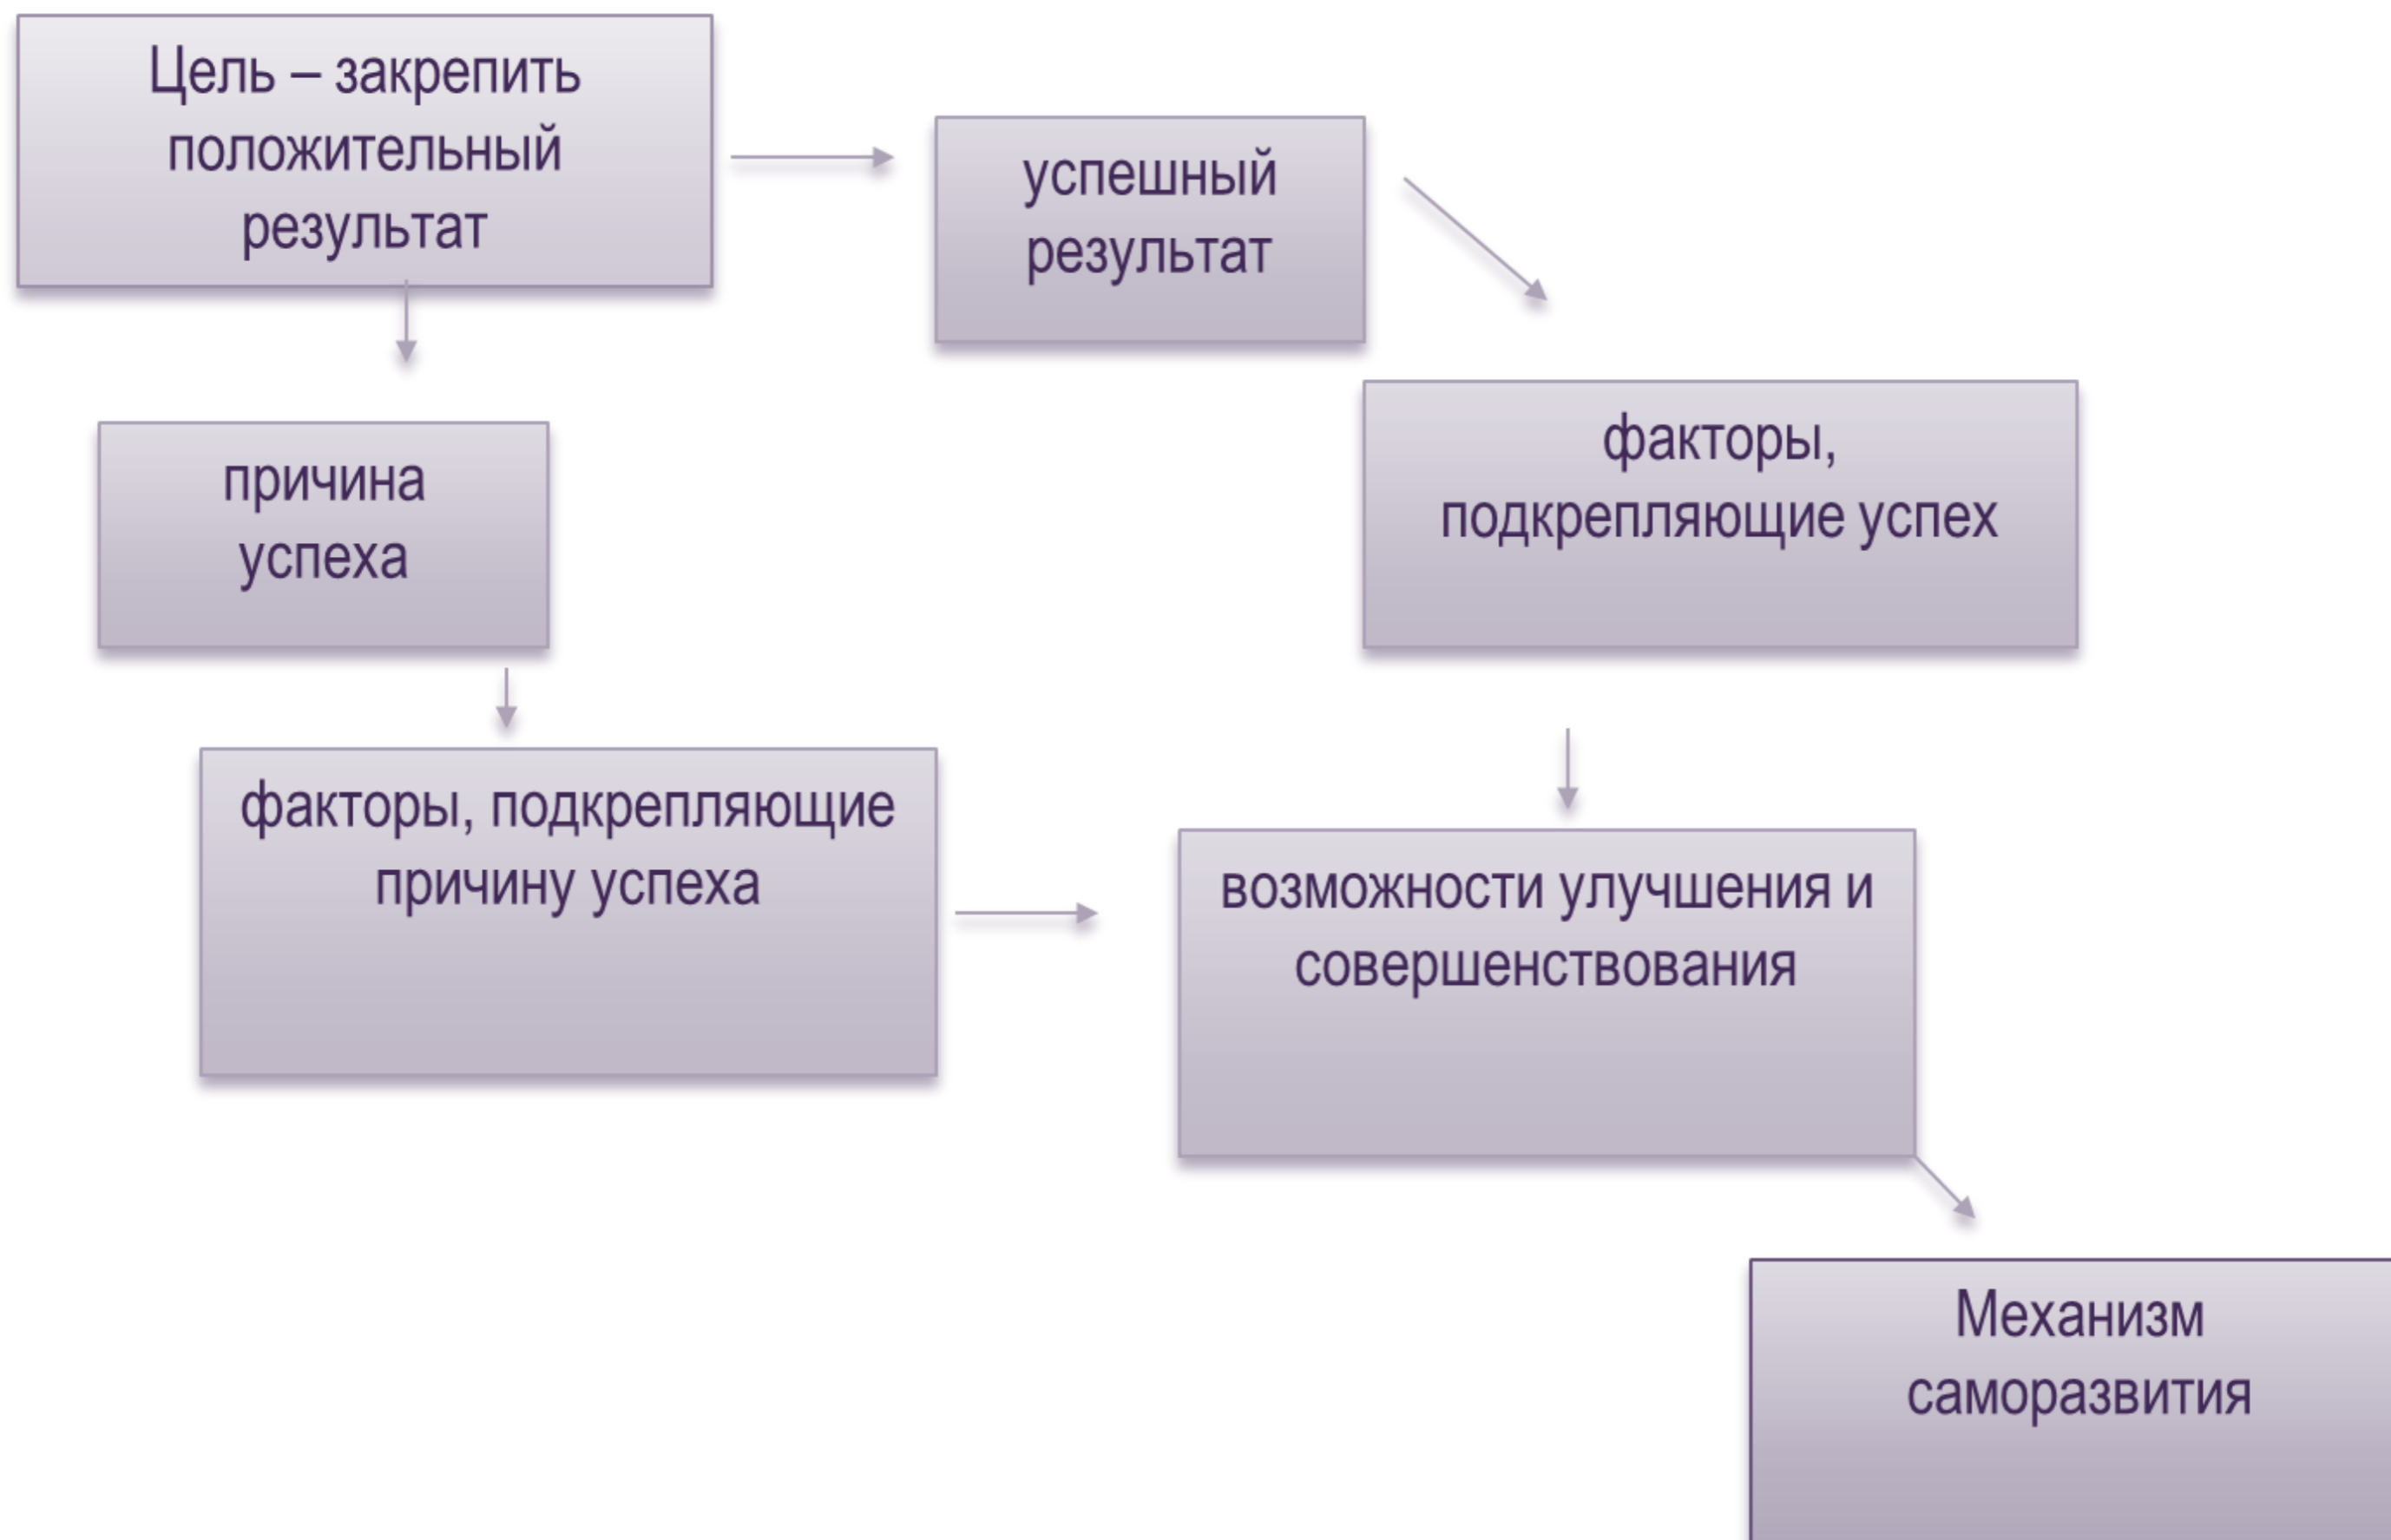 Цель – закрепить
положительный
результат
успешный
результат
причина
успеха
факторы,
подкрепляющие успех
факторы, подкрепляющие
причину успеха
возможности улучшения и
совершенствования
Механизм
саморазвития